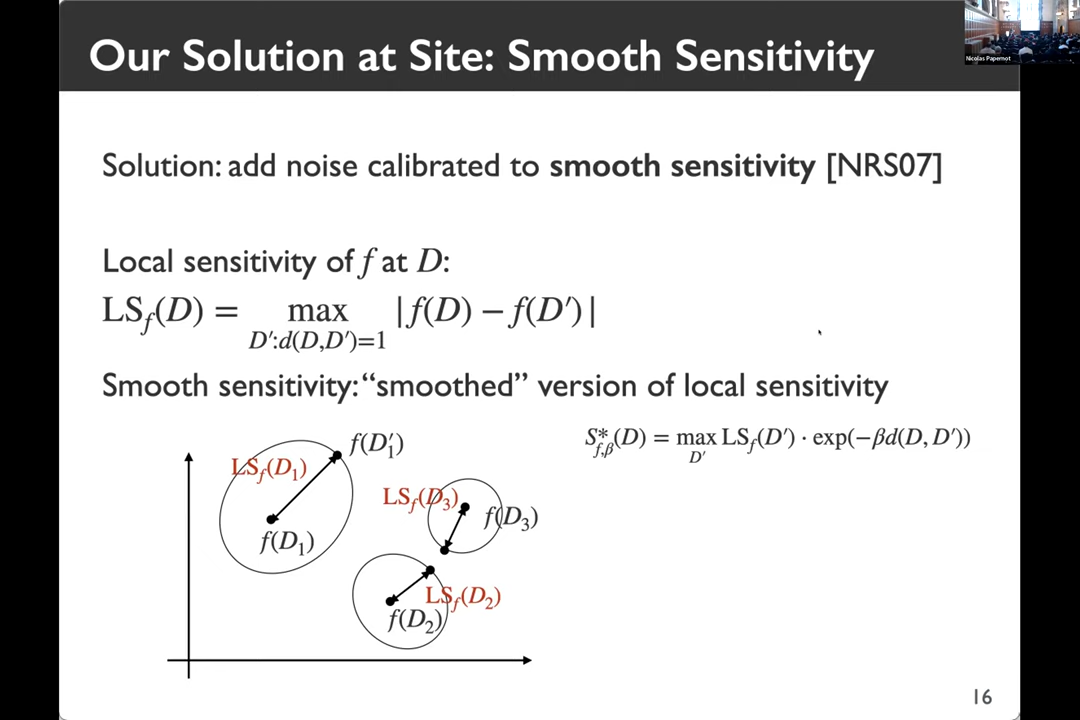 Our Solution at Site: Smooth Sensitivity
Nicolas Papernot
Solution: add noise calibrated to smooth sensitivity [NRS07]
Local sensitivity of f at D:
LS_f(D) = max_{D′:d(D,D′)=1} |f(D) − f(D′)|
Smooth sensitivity: “smoothed” version of local sensitivity
S*_{f,β}(D) = max_{D′} LS_f(D′) · exp(−βd(D, D′))
f(D′₁)
LS_f(D₁)
f(D₁)
LS_f(D₃)
f(D₃)
LS_f(D₂)
f(D₂)
16